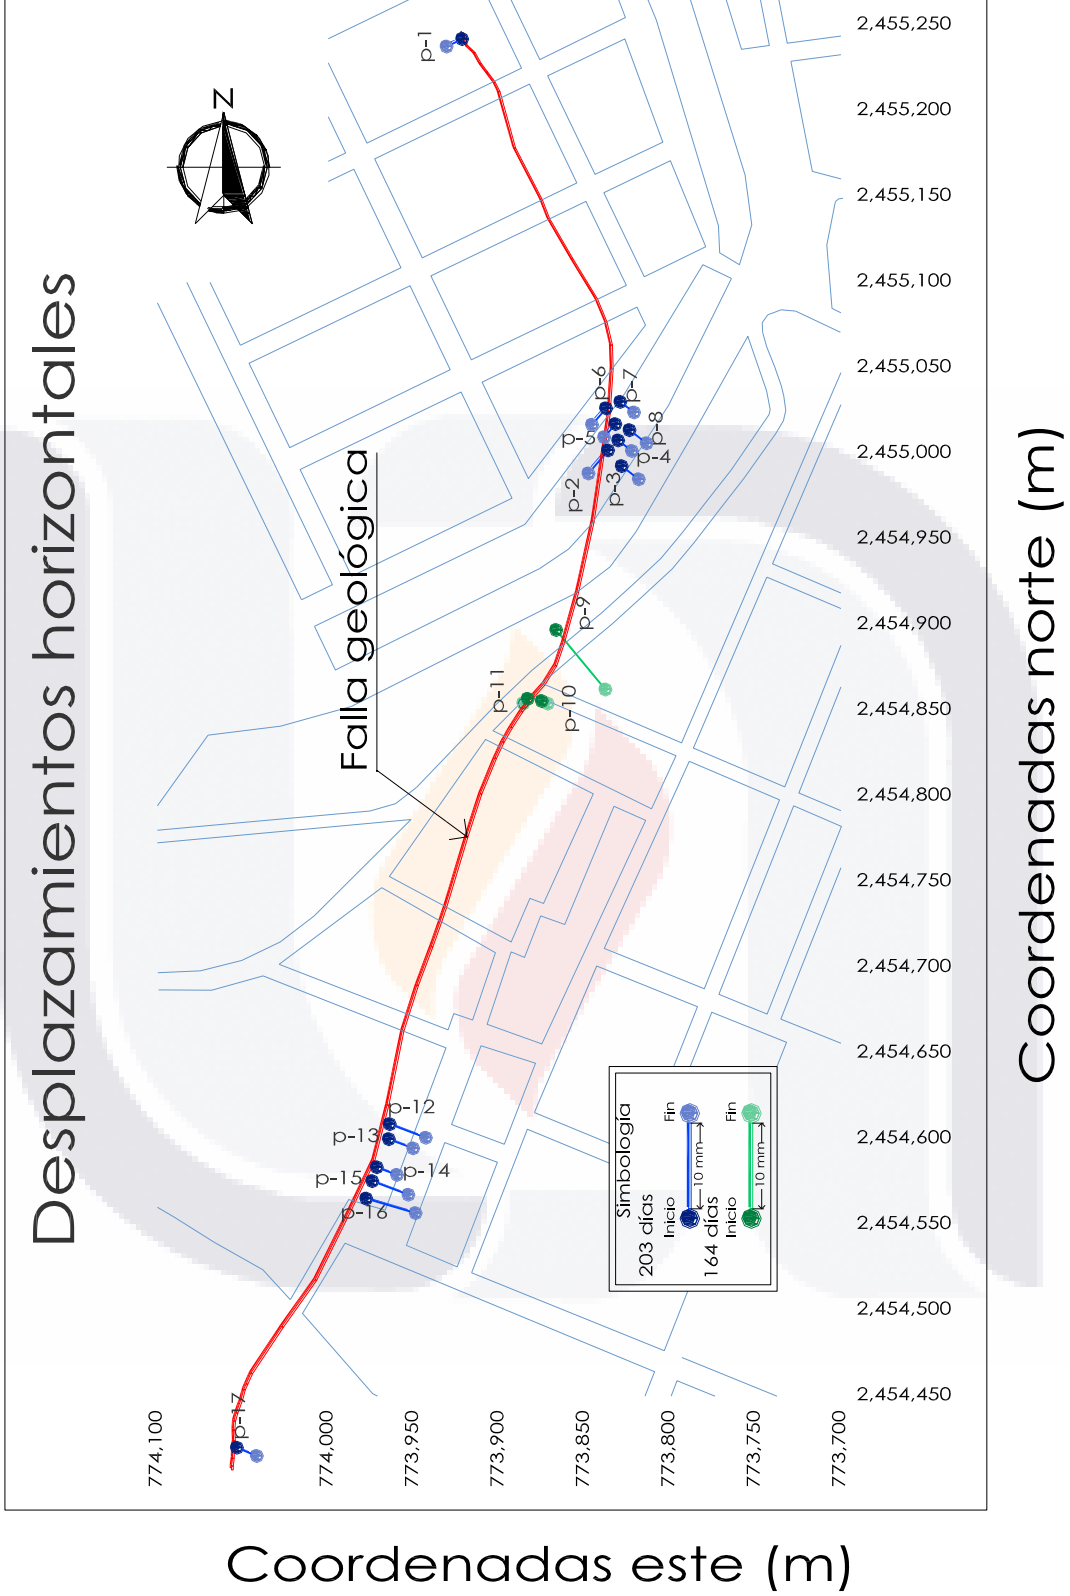 Desplazamientos horizontales
N
Falla geológica
p-1
p-2
p-3
p-4
p-5
p-6
p-7
p-8
p-9
p-10
p-11
p-12
p-13
p-14
p-15
p-16
p-17
2,455,250
2,455,200
2,455,150
2,455,100
2,455,050
2,455,000
2,454,950
2,454,900
2,454,850
2,454,800
2,454,750
2,454,700
2,454,650
2,454,600
2,454,550
2,454,500
2,454,450
Coordenadas norte (m)
774,100
774,000
773,950
773,900
773,850
773,800
773,750
773,700
Coordenadas este (m)
Simbología
203 días
Inicio
10 mm
Fin
164 días
Inicio
10 mm
Fin